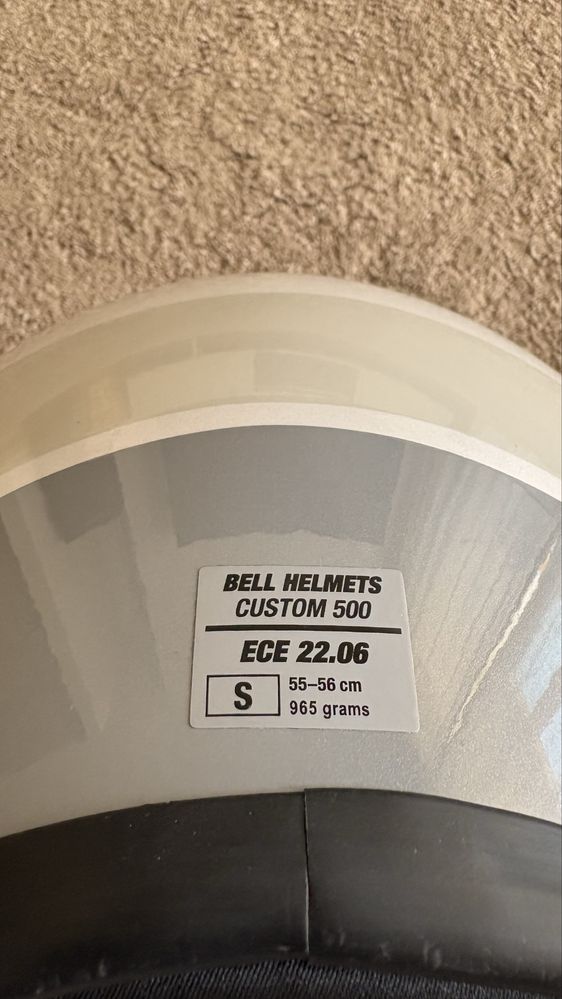 BELL HELMETS
CUSTOM 500
ECE 22.06
S
55–56 cm
965 grams